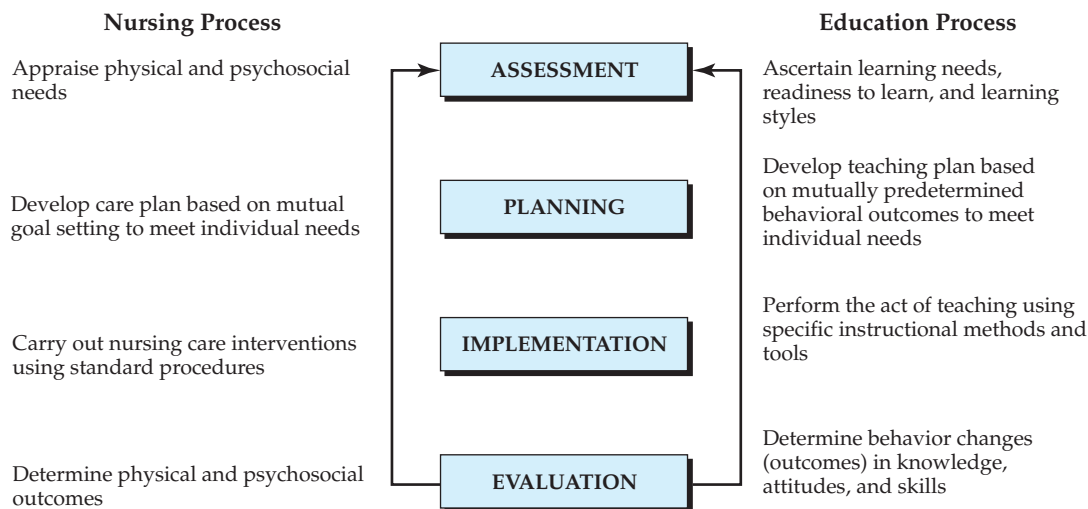 Nursing Process
Education Process
Appraise physical and psychosocial
needs
ASSESSMENT
Ascertain learning needs,
readiness to learn, and learning
styles
Develop care plan based on mutual
goal setting to meet individual needs
PLANNING
Develop teaching plan based
on mutually predetermined
behavioral outcomes to meet
individual needs
Carry out nursing care interventions
using standard procedures
IMPLEMENTATION
Perform the act of teaching using
specific instructional methods and
tools
Determine physical and psychosocial
outcomes
EVALUATION
Determine behavior changes
(outcomes) in knowledge,
attitudes, and skills